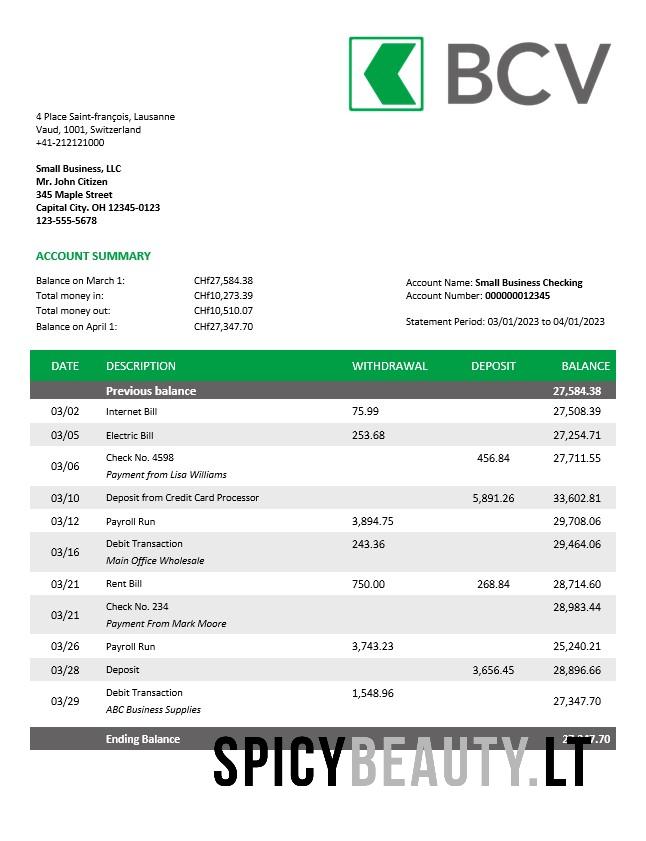 BCV
4 Place Saint-françois, Lausanne
Vaud, 1001, Switzerland
+41-212121000
Small Business, LLC
Mr. John Citizen
345 Maple Street
Capital City. OH 12345-0123
123-555-5678
ACCOUNT SUMMARY
Balance on March 1: CHf27,584.38
Total money in: CHf10,273.39
Total money out: CHf10,510.07
Balance on April 1: CHf27,347.70
Account Name: Small Business Checking
Account Number: 000000012345
Statement Period: 03/01/2023 to 04/01/2023
DATE DESCRIPTION WITHDRAWAL DEPOSIT BALANCE
Previous balance 27,584.38
03/02 Internet Bill 75.99 27,508.39
03/05 Electric Bill 253.68 27,254.71
03/06 Check No. 4598 456.84 27,711.55
Payment from Lisa Williams
03/10 Deposit from Credit Card Processor 5,891.26 33,602.81
03/12 Payroll Run 3,894.75 29,708.06
03/16 Debit Transaction 243.36 29,464.06
Main Office Wholesale
03/21 Rent Bill 750.00 268.84 28,714.60
03/21 Check No. 234 28,983.44
Payment From Mark Moore
03/26 Payroll Run 3,743.23 25,240.21
03/28 Deposit 3,656.45 28,896.66
03/29 Debit Transaction 1,548.96 27,347.70
ABC Business Supplies
Ending Balance
SPICYBEAUTY.LT